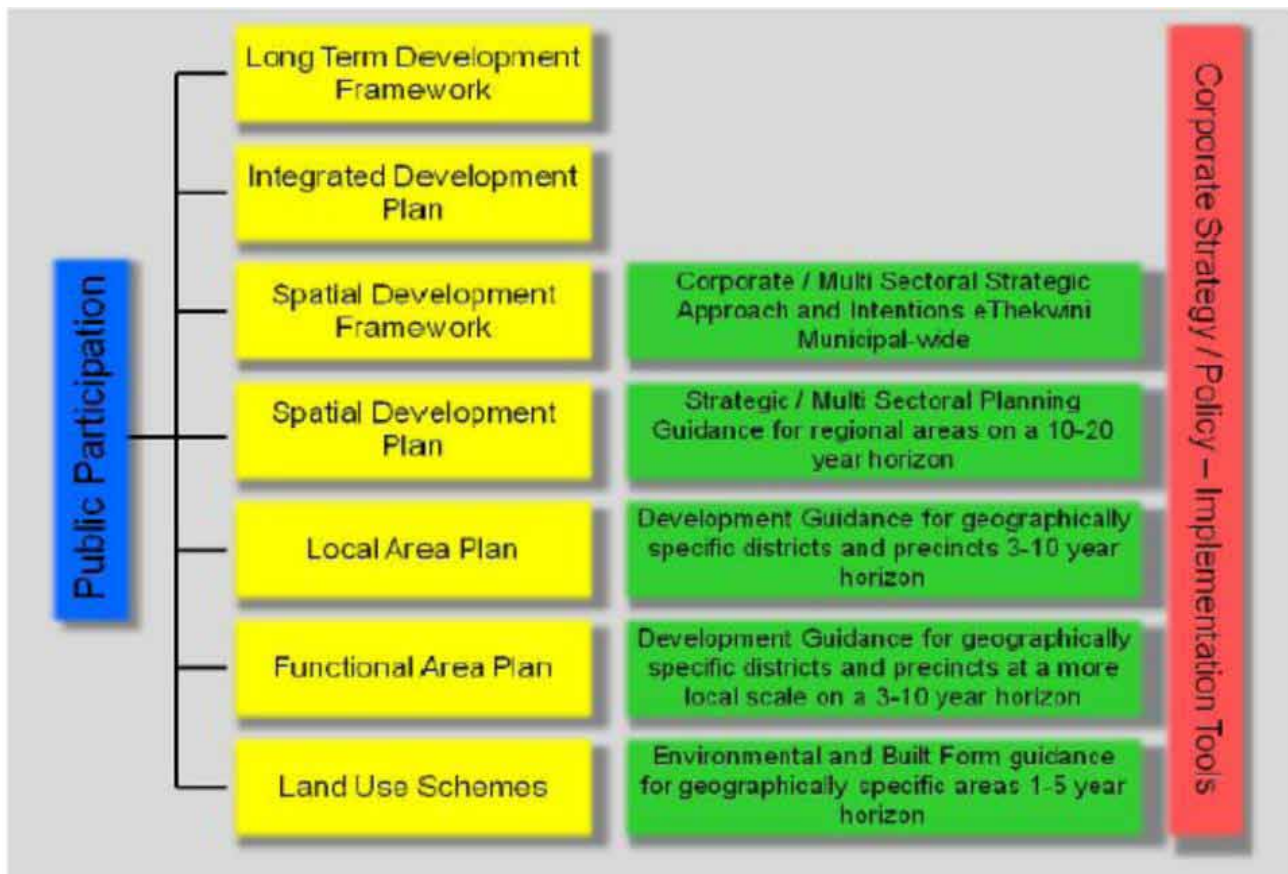 Public Participation
Long Term Development
Framework
Integrated Development
Plan
Spatial Development
Framework
Corporate / Multi Sectoral Strategic
Approach and Intentions eThekwini
Municipal-wide
Spatial Development
Plan
Strategic / Multi Sectoral Planning
Guidance for regional areas on a 10-20
year horizon
Local Area Plan
Development Guidance for geographically
specific districts and precincts 3-10 year
horizon
Functional Area Plan
Development Guidance for geographically
specific districts and precincts at a more
local scale on a 3-10 year horizon
Land Use Schemes
Environmental and Built Form guidance
for geographically specific areas 1-5 year
horizon
Corporate Strategy / Policy – Implementation Tools